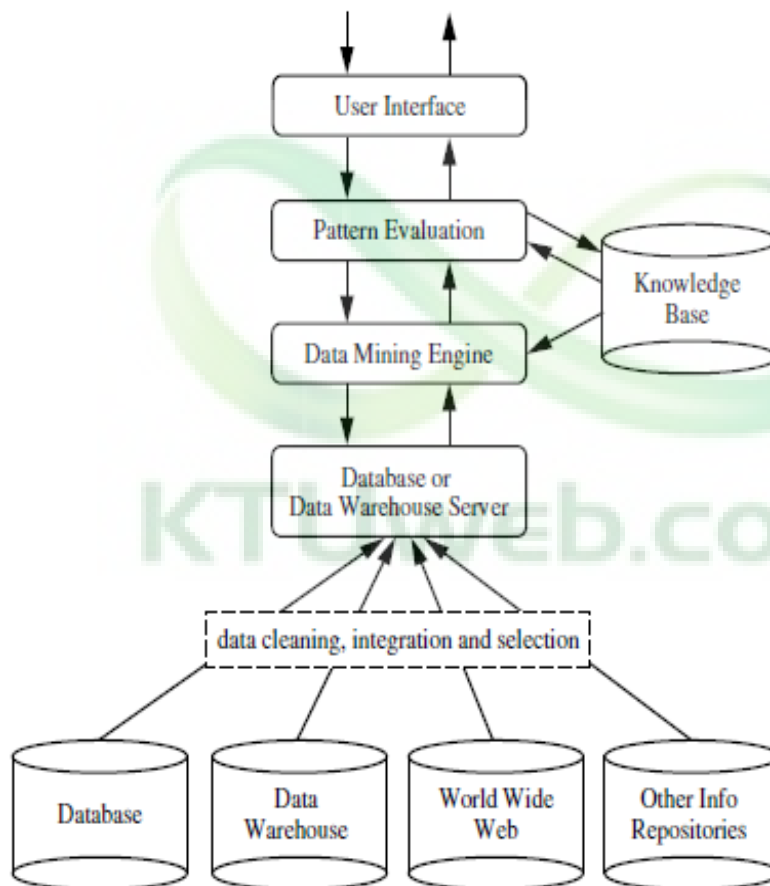 User Interface
Pattern Evaluation
Knowledge
Base
Data Mining Engine
Database or
Data Warehouse Server
KTUweb.co
data cleaning, integration and selection
Database
Data
Warehouse
World Wide
Web
Other Info
Repositories